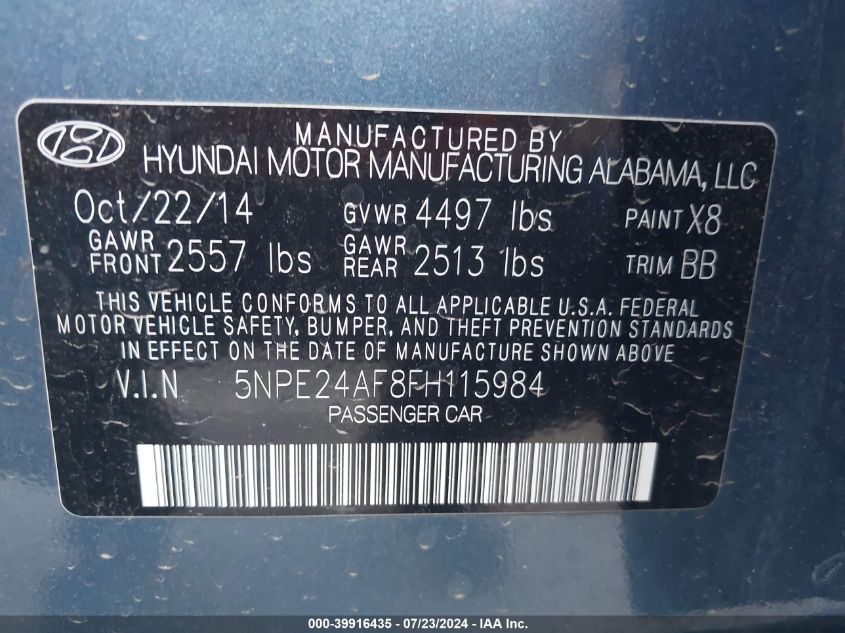 MANUFACTURED BY
HYUNDAI MOTOR MANUFACTURING ALABAMA, LLC
Oct/22/14 GVWR 4497 lbs PAINT X8
GAWR FRONT 2557 lbs GAWR REAR 2513 lbs TRIM BB
THIS VEHICLE CONFORMS TO ALL APPLICABLE U.S.A. FEDERAL
MOTOR VEHICLE SAFETY, BUMPER, AND THEFT PREVENTION STANDARDS
IN EFFECT ON THE DATE OF MANUFACTURE SHOWN ABOVE.
V.I.N 5NPE24AF8FH115984
PASSENGER CAR
000-39916435 - 07/23/2024 - IAA Inc.